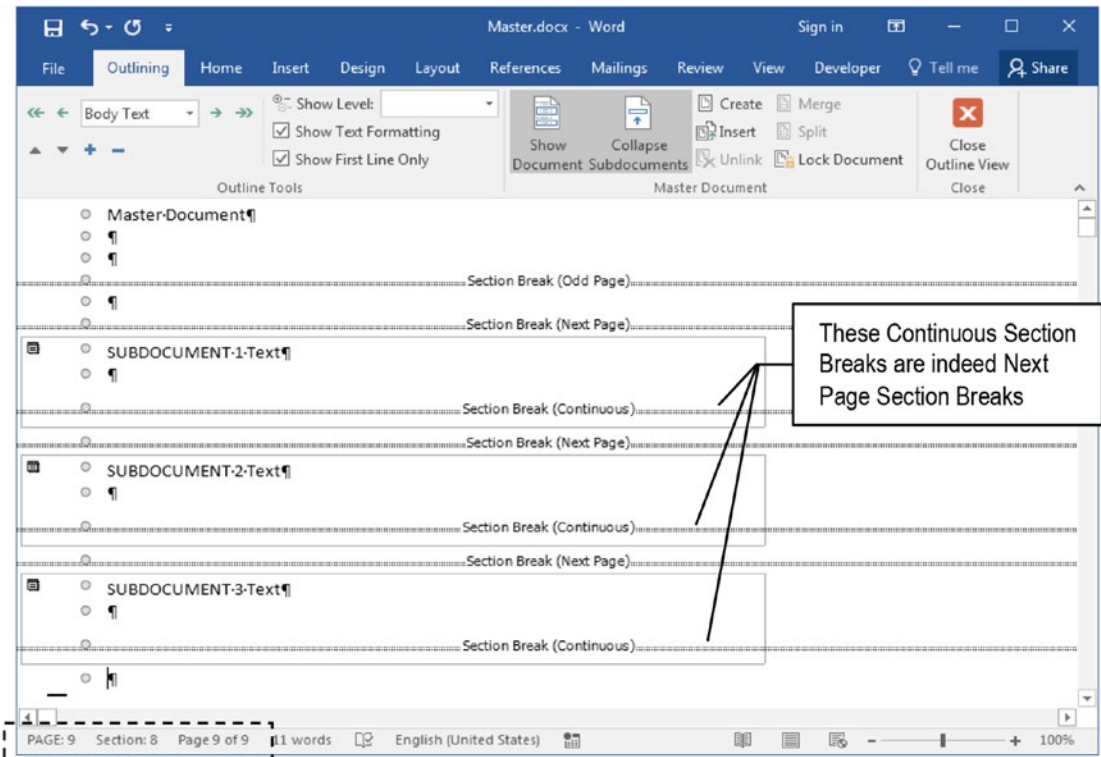 Master.docx - Word Sign in
File Outlining Home Insert Design Layout References Mailings Review View Developer Tell me Share
Body Text
Show Level:
Show Text Formatting
Show First Line Only
Outline Tools
Show Document
Collapse Subdocuments
Create Merge
Insert Split
Unlink Lock Document
Master Document
Close Outline View
Close
Master·Document¶
¶
¶
Section Break (Odd Page)
¶
Section Break (Next Page)
SUBDOCUMENT·1·Text¶
¶
Section Break (Continuous)
Section Break (Next Page)
SUBDOCUMENT·2·Text¶
¶
Section Break (Continuous)
Section Break (Next Page)
SUBDOCUMENT·3·Text¶
¶
Section Break (Continuous)
¶
These Continuous Section
Breaks are indeed Next
Page Section Breaks
PAGE: 9 Section: 8 Page 9 of 9 11 words English (United States) 100%